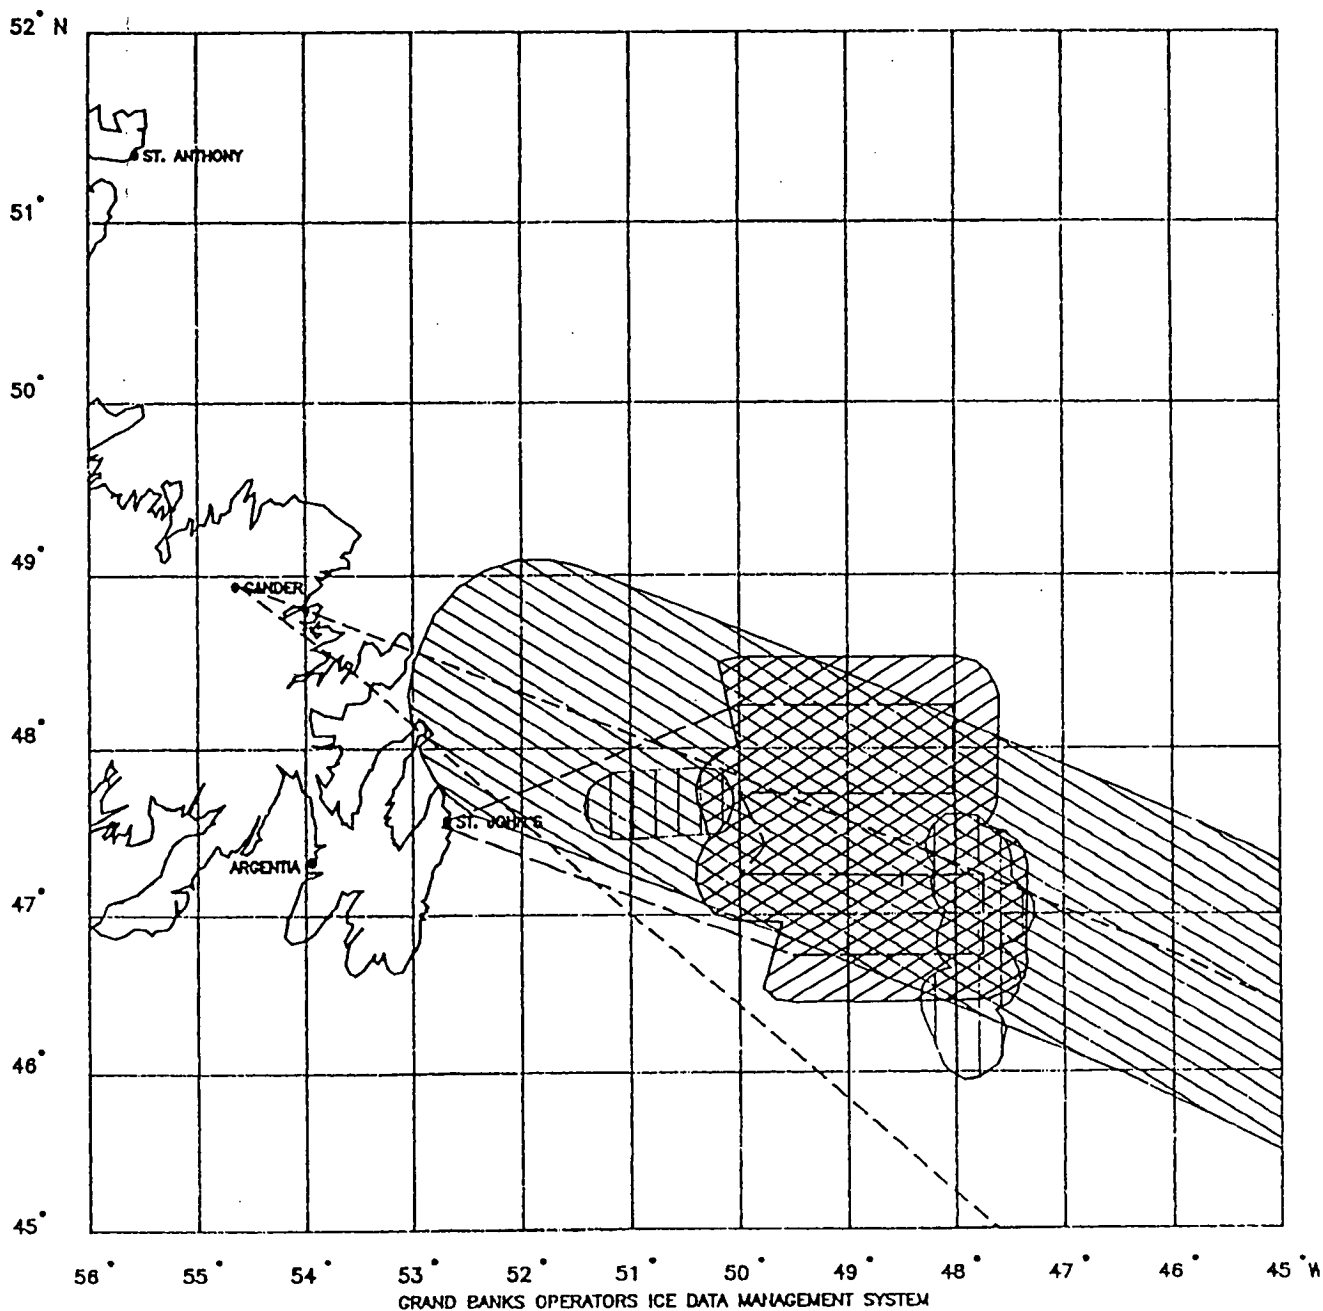 52° N
ST. ANTHONY
51°
50°
49°
GANDER
48°
ST. JOHN'S
ARGENTIA
47°
46°
45°
56° 55° 54° 53° 52° 51° 50° 49° 48° 47° 46° 45° W
GRAND BANKS OPERATORS ICE DATA MANAGEMENT SYSTEM